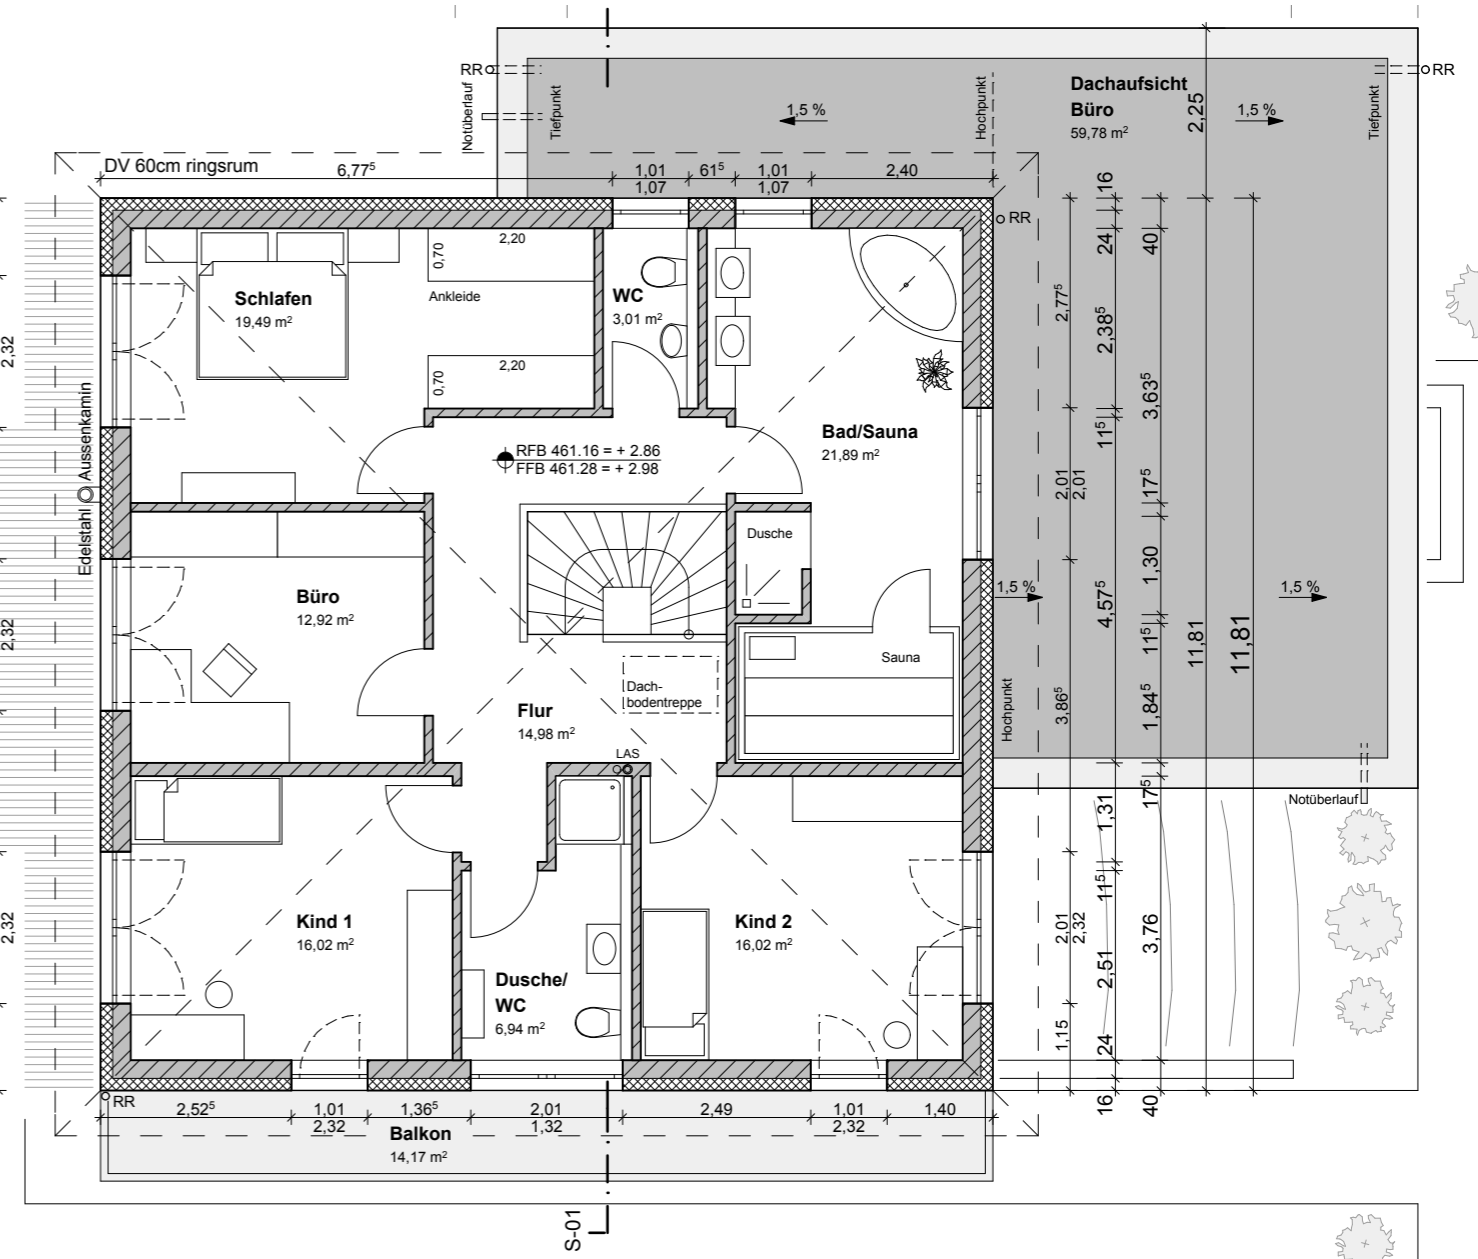 RR
RR
Notüberlauf
Tiefpunkt
Hochpunkt
Tiefpunkt
Dachaufsicht
Büro
59,78 m²
1,5 %
1,5 %
2,25
DV 60cm ringsrum
6,77⁵
1,01
1,07
61⁵
1,01
1,07
2,40
RR
16
24
40
2,77⁵
2,38⁵
3,63⁵
11⁵
17⁵
2,01
2,01
1,30
4,57⁵
11⁵
11,81
11,81
3,86⁵
1,84⁵
1,31
17⁵
11⁵
2,01
2,32
2,51
3,76
1,15
24
16
40
2,32
2,32
2,32
Edelstahl Aussenkamin
Schlafen
19,49 m²
0,70
2,20
Ankleide
0,70
2,20
WC
3,01 m²
Bad/Sauna
21,89 m²
RFB 461.16 = + 2.86
FFB 461.28 = + 2.98
Dusche
Büro
12,92 m²
Sauna
1,5 %
1,5 %
Hochpunkt
Dach-
bodentreppe
Flur
14,98 m²
LAS
Notüberlauf
Kind 1
16,02 m²
Kind 2
16,02 m²
Dusche/
WC
6,94 m²
RR
2,52⁵
1,01
2,32
1,36⁵
2,01
1,32
2,49
1,01
2,32
1,40
Balkon
14,17 m²
S-01